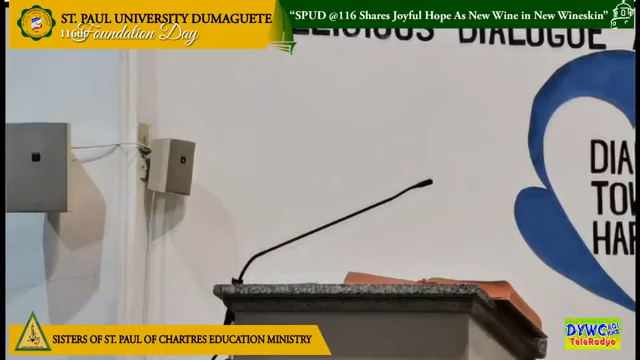 ST. PAUL UNIVERSITY DUMAGUETE
116th Foundation Day
"SPUD @116 Shares Joyful Hope As New Wine in New Wineskin"
DIALOGUE
DIA
TOW
HAR
SISTERS OF ST. PAUL OF CHARTRES EDUCATION MINISTRY
DYWC
TeleRadyo